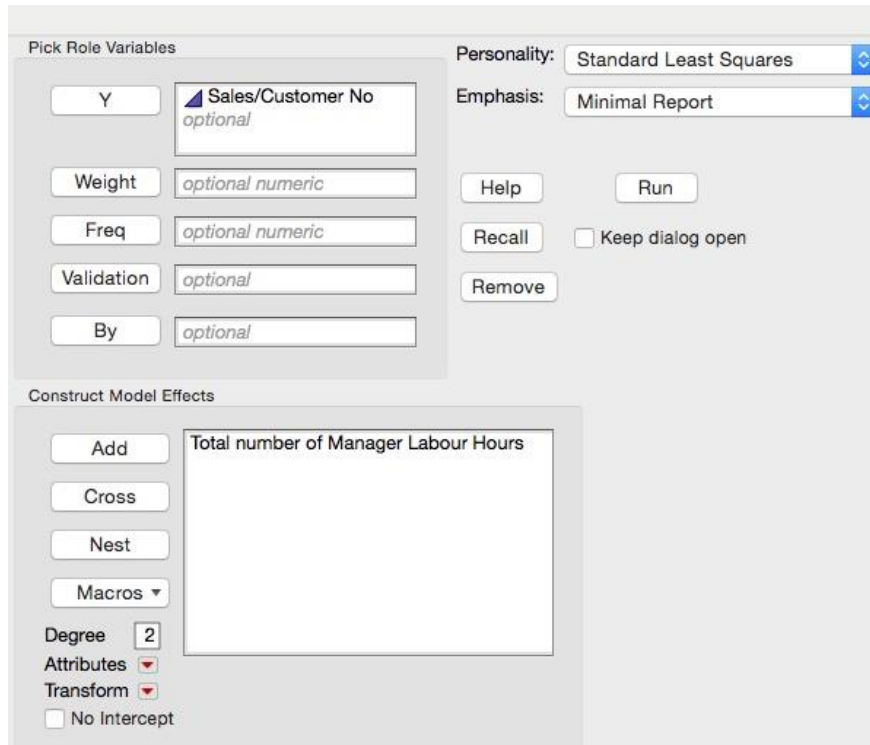 Pick Role Variables
Personality: Standard Least Squares
Y
Sales/Customer No
optional
Emphasis: Minimal Report
Weight
optional numeric
Help
Run
Freq
optional numeric
Recall
Keep dialog open
Validation
optional
Remove
By
optional
Construct Model Effects
Add
Total number of Manager Labour Hours
Cross
Nest
Macros
Degree 2
Attributes
Transform
No Intercept